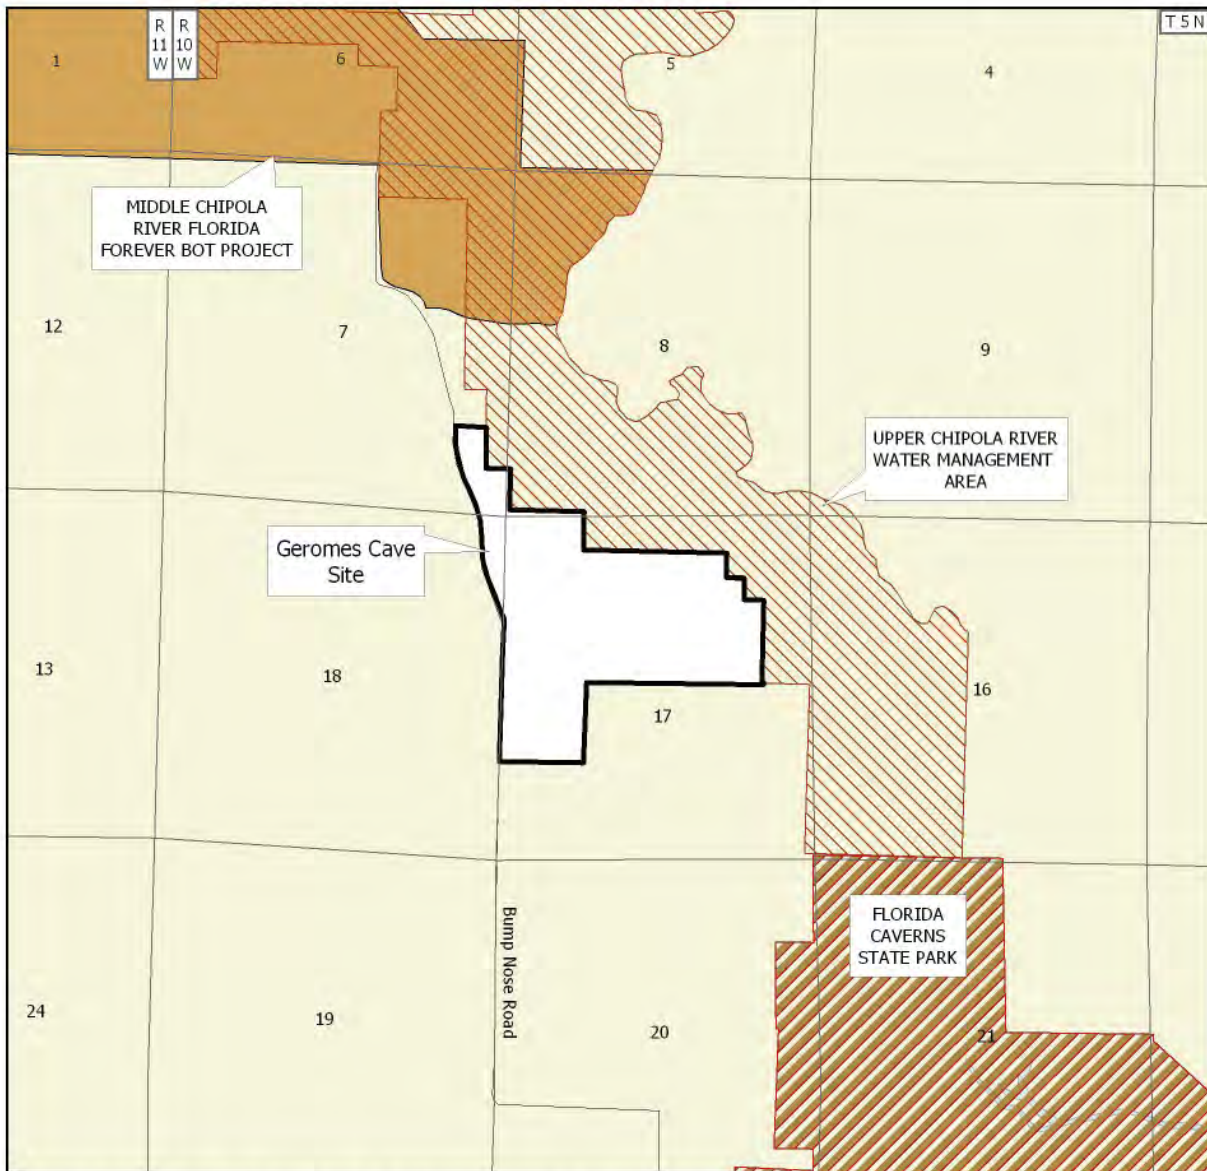 R R
11 10
W W
T 5 N
1
6
5
4
MIDDLE CHIPOLA
RIVER FLORIDA
FOREVER BOT PROJECT
12
7
8
9
UPPER CHIPOLA RIVER
WATER MANAGEMENT
AREA
Geromes Cave
Site
13
18
17
16
FLORIDA
CAVERNS
STATE PARK
Bump Nose Road
24
19
20
21